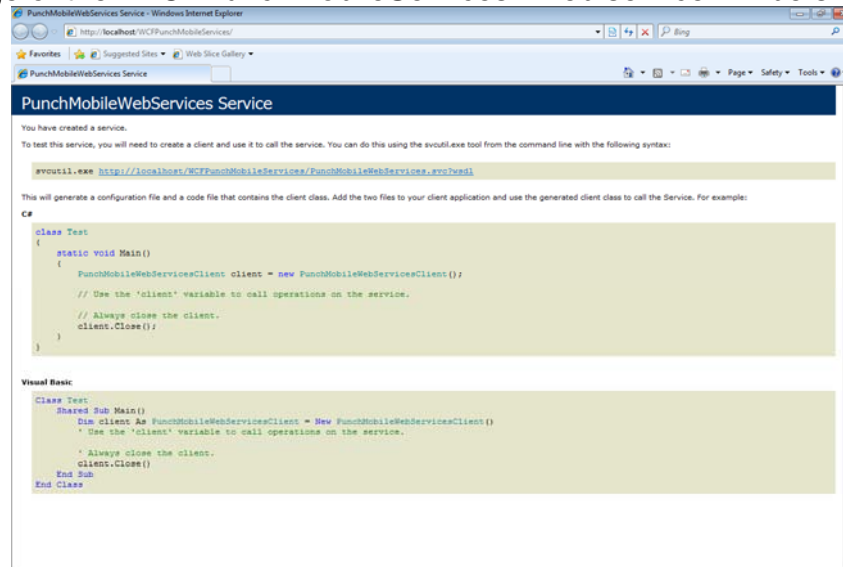 PunchMobileWebServices Service - Windows Internet Explorer
http://localhost/WCFPunchMobileServices/
Bing
Favorites Suggested Sites Web Slice Gallery
PunchMobileWebServices Service
Page Safety Tools
PunchMobileWebServices Service
You have created a service.
To test this service, you will need to create a client and use it to call the service. You can do this using the svcutil.exe tool from the command line with the following syntax:
svcutil.exe http://localhost/WCFPunchMobileServices/PunchMobileWebServices.svc?wsdl
This will generate a configuration file and a code file that contains the client class. Add the two files to your client application and use the generated client class to call the Service. For example:
C#
class Test
{
static void Main()
{
PunchMobileWebServicesClient client = new PunchMobileWebServicesClient();
// Use the 'client' variable to call operations on the service.
// Always close the client.
client.Close();
}
}
Visual Basic
Class Test
Shared Sub Main()
Dim client As PunchMobileWebServicesClient = New PunchMobileWebServicesClient()
' Use the 'client' variable to call operations on the service.
' Always close the client.
client.Close()
End Sub
End Class